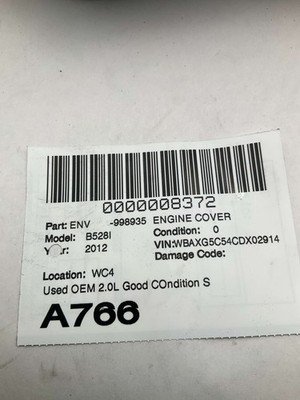 0000008372
Part: ENV -998935 ENGINE COVER
Model: B528I Condition: 0
2012 VIN:WBAXG5C54CDX02914
Damage Code:
Location: WC4
Used OEM 2.0L Good COndition S
A766